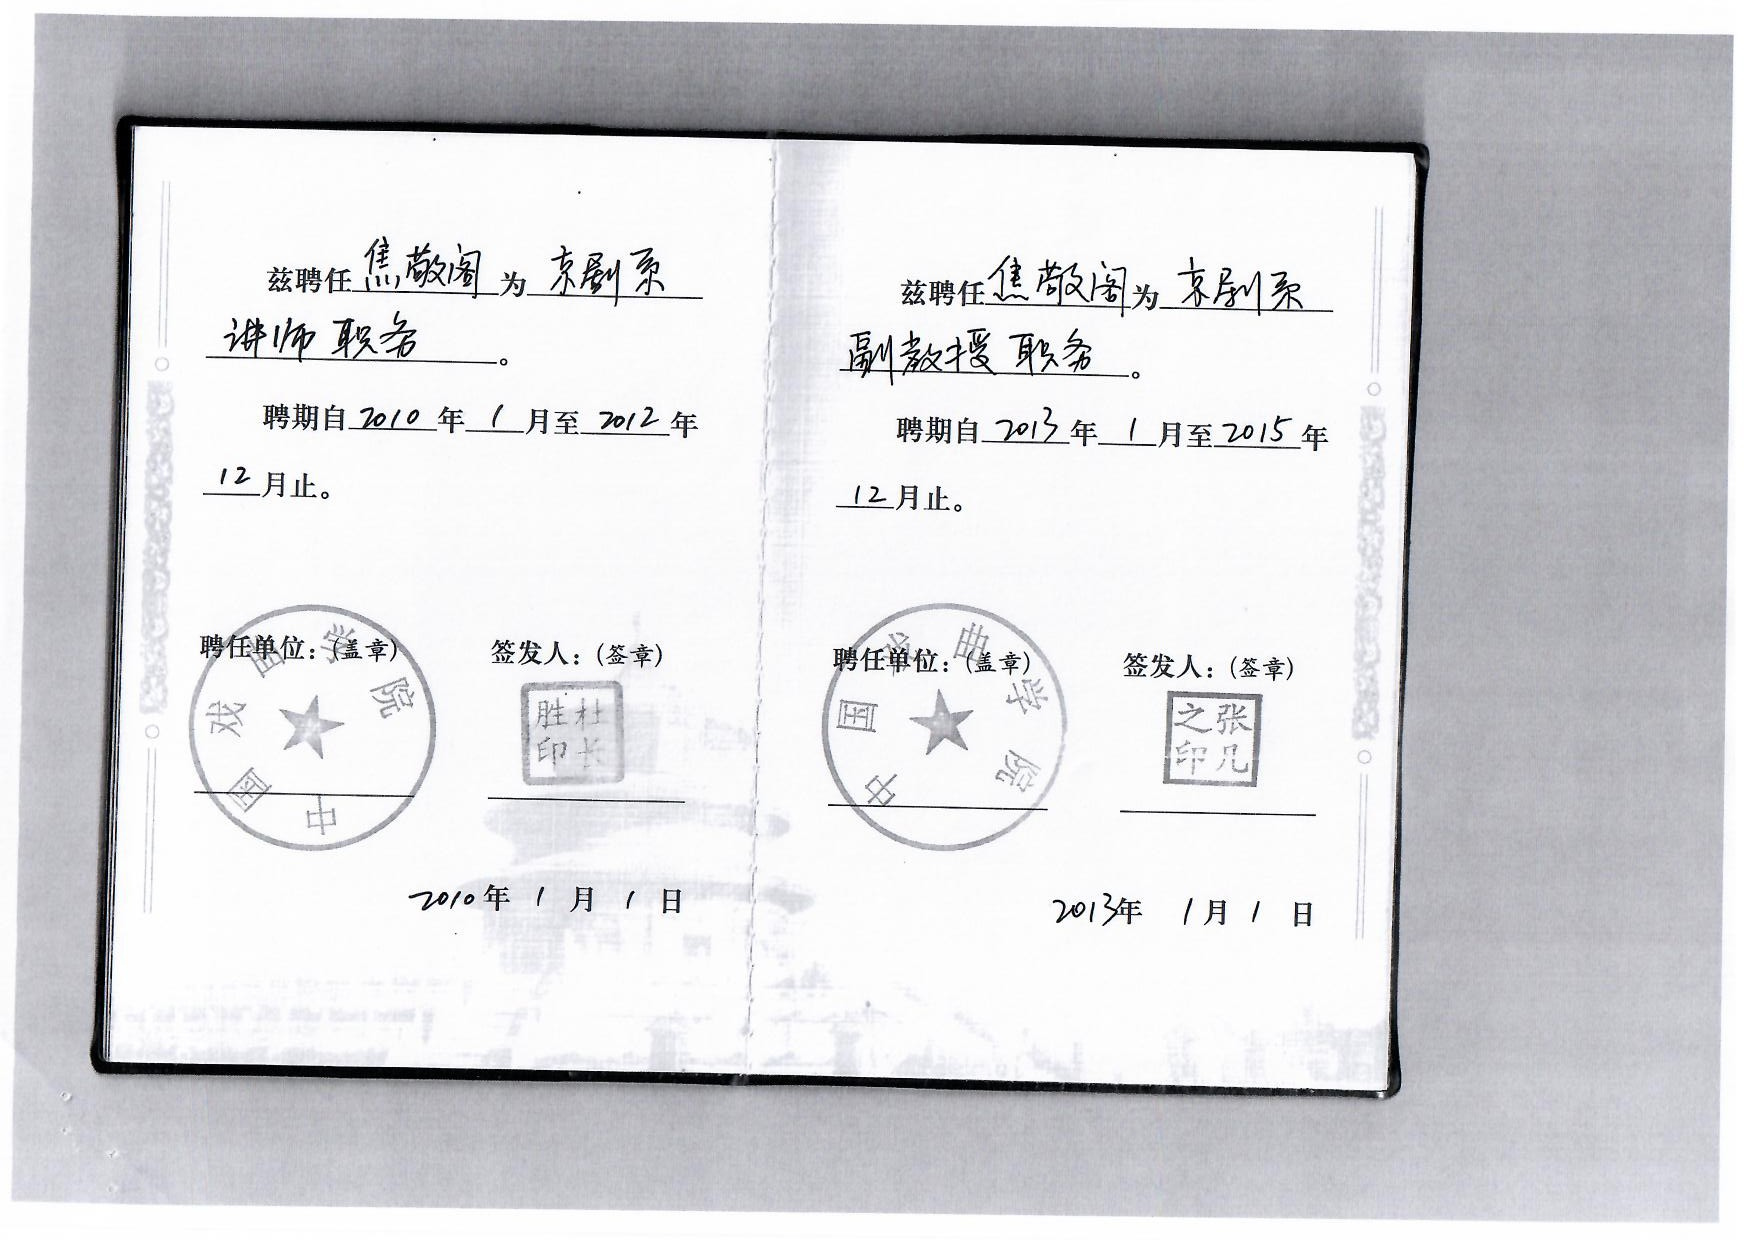 兹聘任焦敬阁为京剧系
讲师职务。
聘期自2010年1月至2012年
12月止。
聘任单位：(盖章)
签发人：(签章)
中国戏曲学院
杜长
胜印
2010年1月1日
兹聘任焦敬阁为京剧系
副教授职务。
聘期自2013年1月至2015年
12月止。
聘任单位：(盖章)
签发人：(签章)
中国戏曲学院
张凡
之印
2013年1月1日